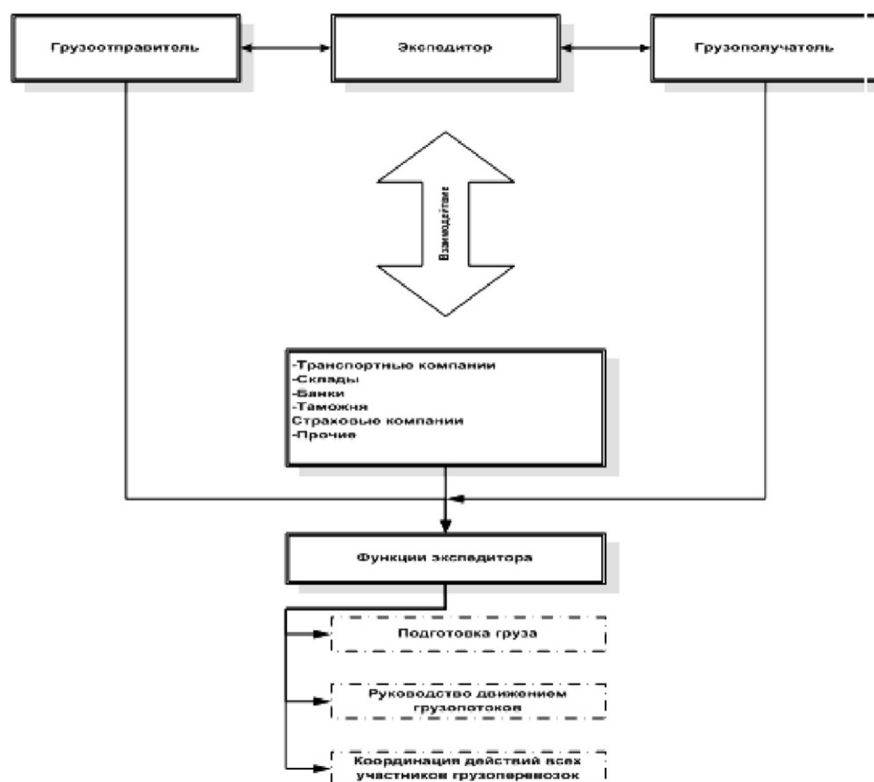 Грузоотправитель
Экспедитор
Грузополучатель
Взаимодействие
-Транспортные компании
-Склады
-Банки
-Таможня
Страховые компании
-Прочие
Функции экспедитора
Подготовка груза
Руководство движением
грузопотоков
Координация действий всех
участников грузоперевозок